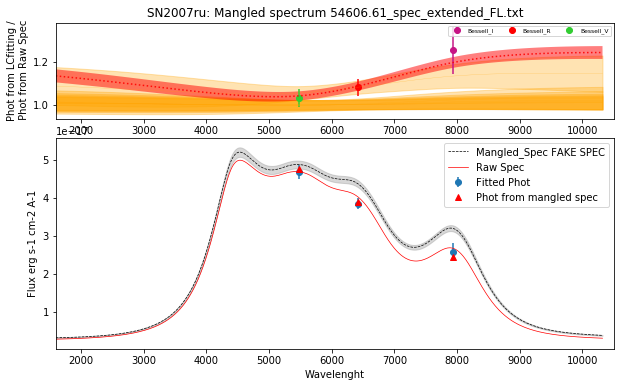 SN2007ru: Mangled spectrum 54606.61_spec_extended_FL.txt
Phot from LCfitting /
Phot from Raw Spec
Bessell_I
Bessell_R
Bessell_V
1.2
1.0
2000 3000 4000 5000 6000 7000 8000 9000 10000
Flux erg s-1 cm-2 A-1
5
4
3
2
1
Mangled_Spec FAKE SPEC
Raw Spec
Fitted Phot
Phot from mangled spec
2000 3000 4000 5000 6000 7000 8000 9000 10000
Wavelenght